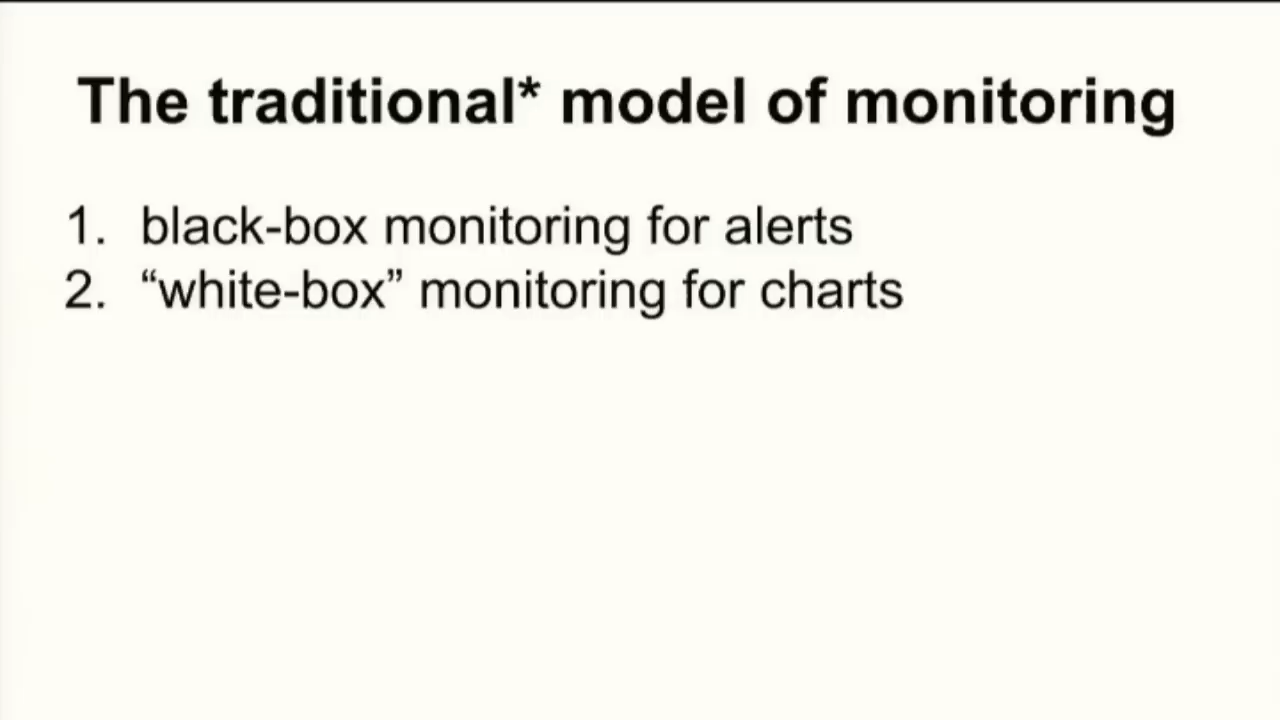 The traditional* model of monitoring
1. black-box monitoring for alerts
2. “white-box” monitoring for charts